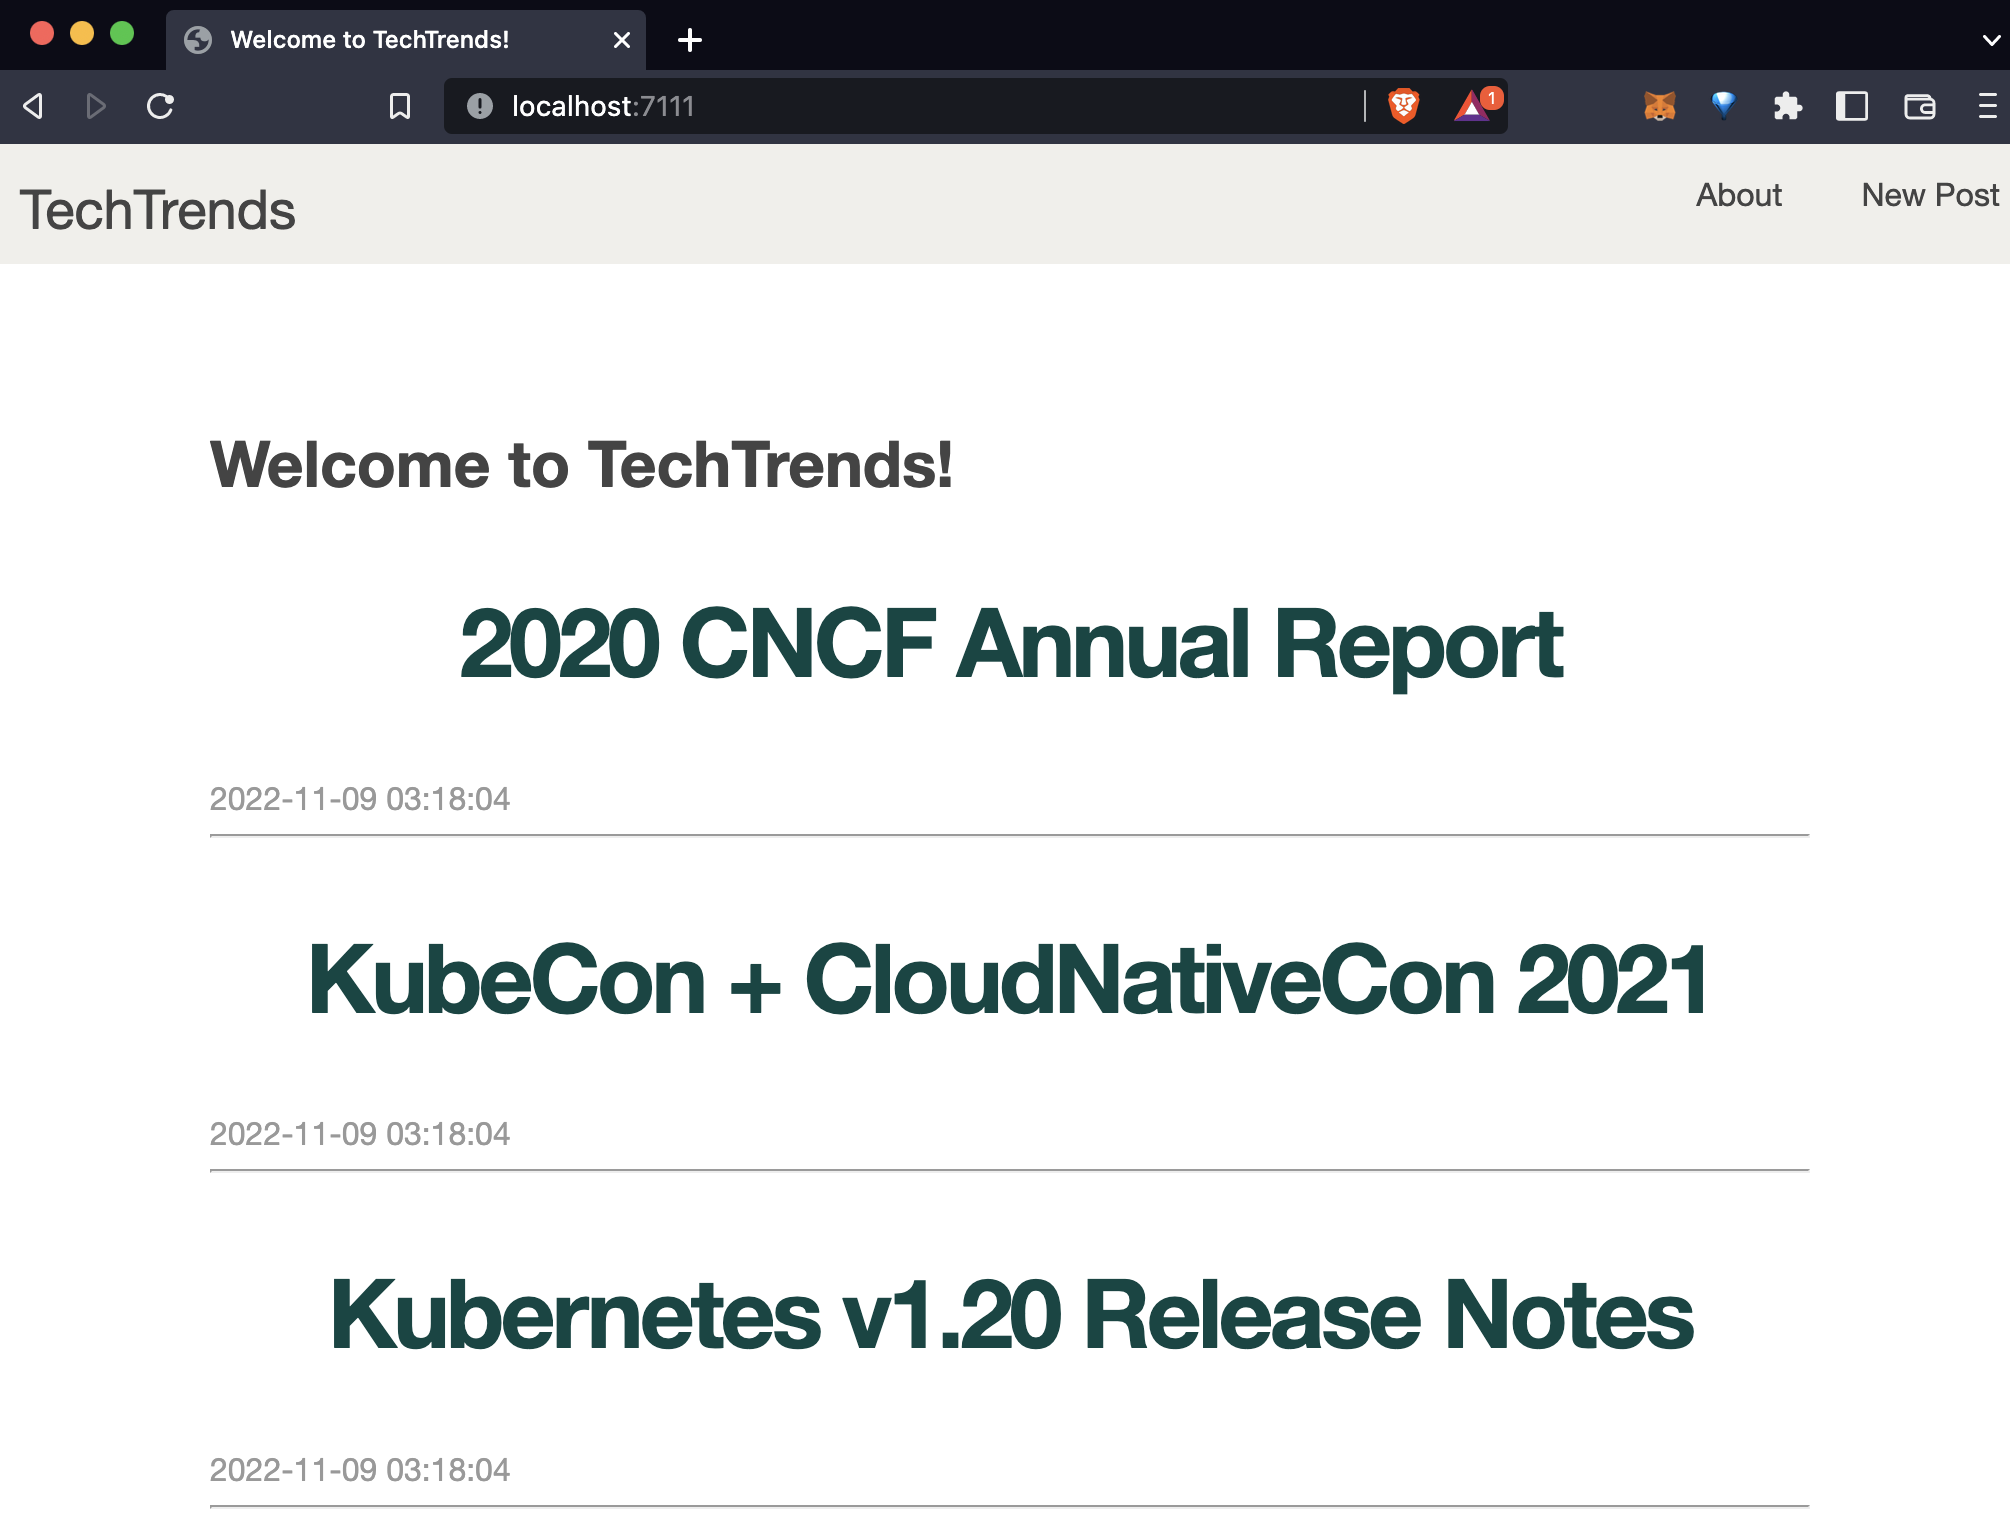 Welcome to TechTrends!
localhost:7111
1
TechTrends
About
New Post
Welcome to TechTrends!
2020 CNCF Annual Report
2022-11-09 03:18:04
KubeCon + CloudNativeCon 2021
2022-11-09 03:18:04
Kubernetes v1.20 Release Notes
2022-11-09 03:18:04